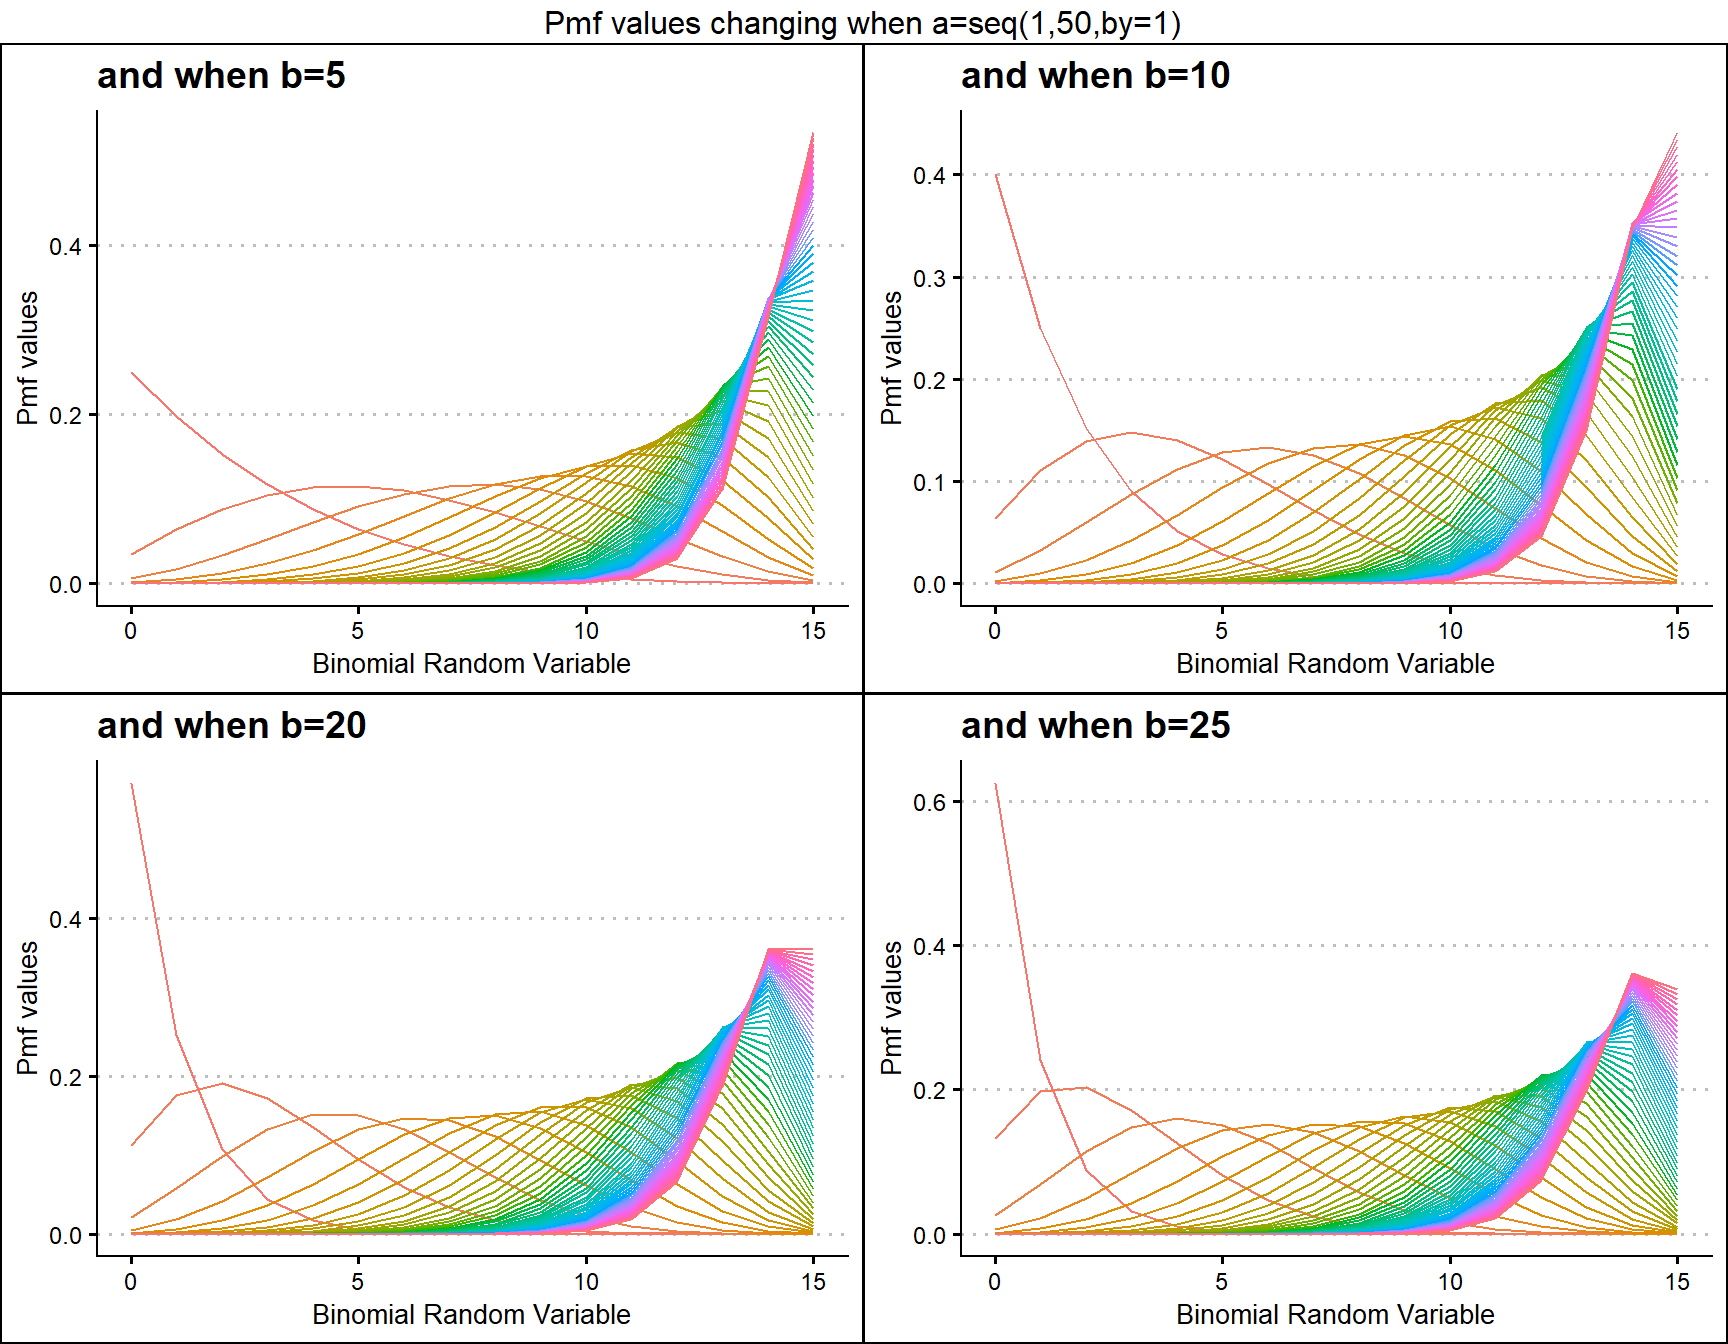 Pmf values changing when a=seq(1,50,by=1)
and when b=5
Pmf values
0.4
0.2
0.0
0
5
10
15
Binomial Random Variable
and when b=10
Pmf values
0.4
0.3
0.2
0.1
0.0
0
5
10
15
Binomial Random Variable
and when b=20
Pmf values
0.4
0.2
0.0
0
5
10
15
Binomial Random Variable
and when b=25
Pmf values
0.6
0.4
0.2
0.0
0
5
10
15
Binomial Random Variable